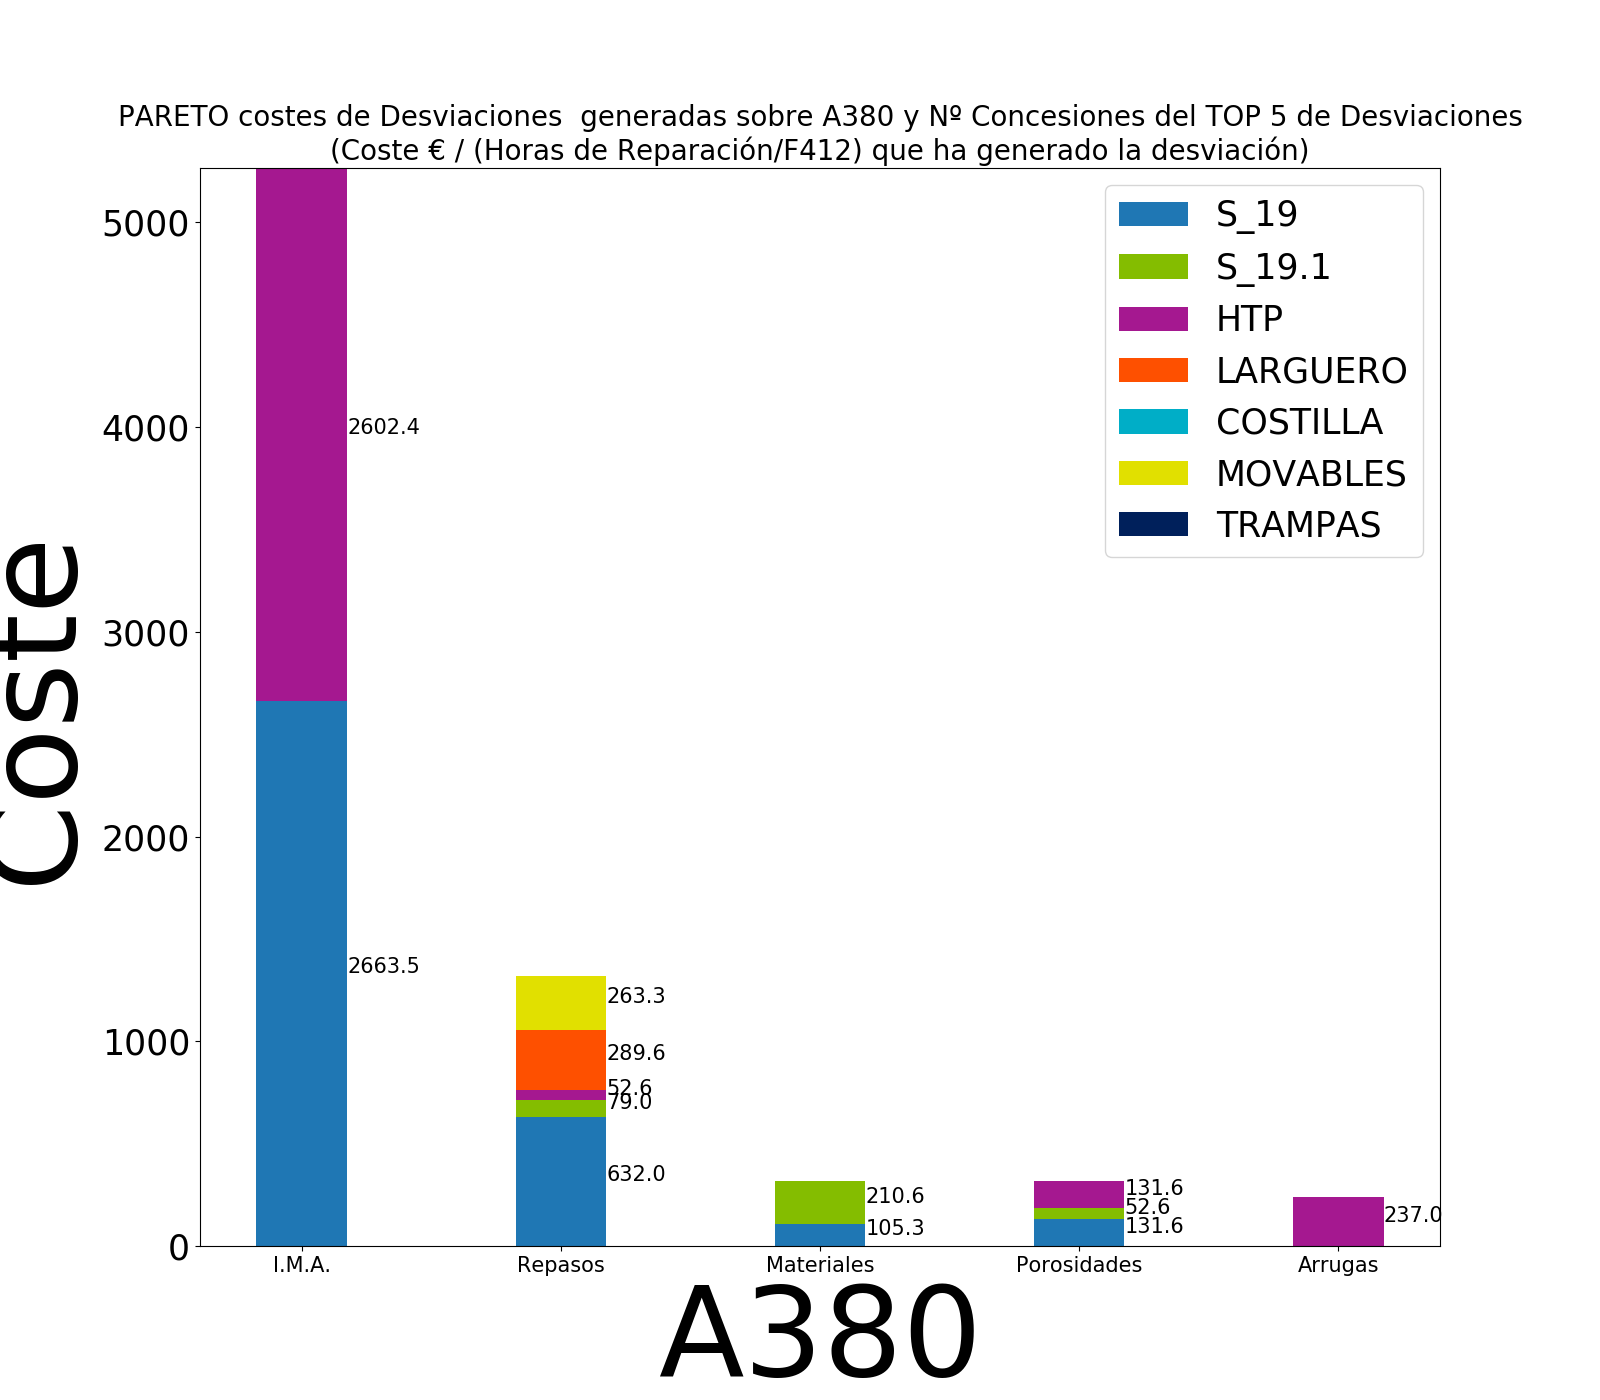 PARETO costes de Desviaciones  generadas sobre A380 y Nº Concesiones del TOP 5 de Desviaciones
(Coste € / (Horas de Reparación/F412) que ha generado la desviación)
5000
4000
3000
2000
1000
0
Coste
S_19
S_19.1
HTP
LARGUERO
COSTILLA
MOVABLES
TRAMPAS
2602.4
2663.5
263.3
289.6
52.6
79.0
632.0
210.6
105.3
131.6
52.6
131.6
237.0
I.M.A.
Repasos
Materiales
Porosidades
Arrugas
A380